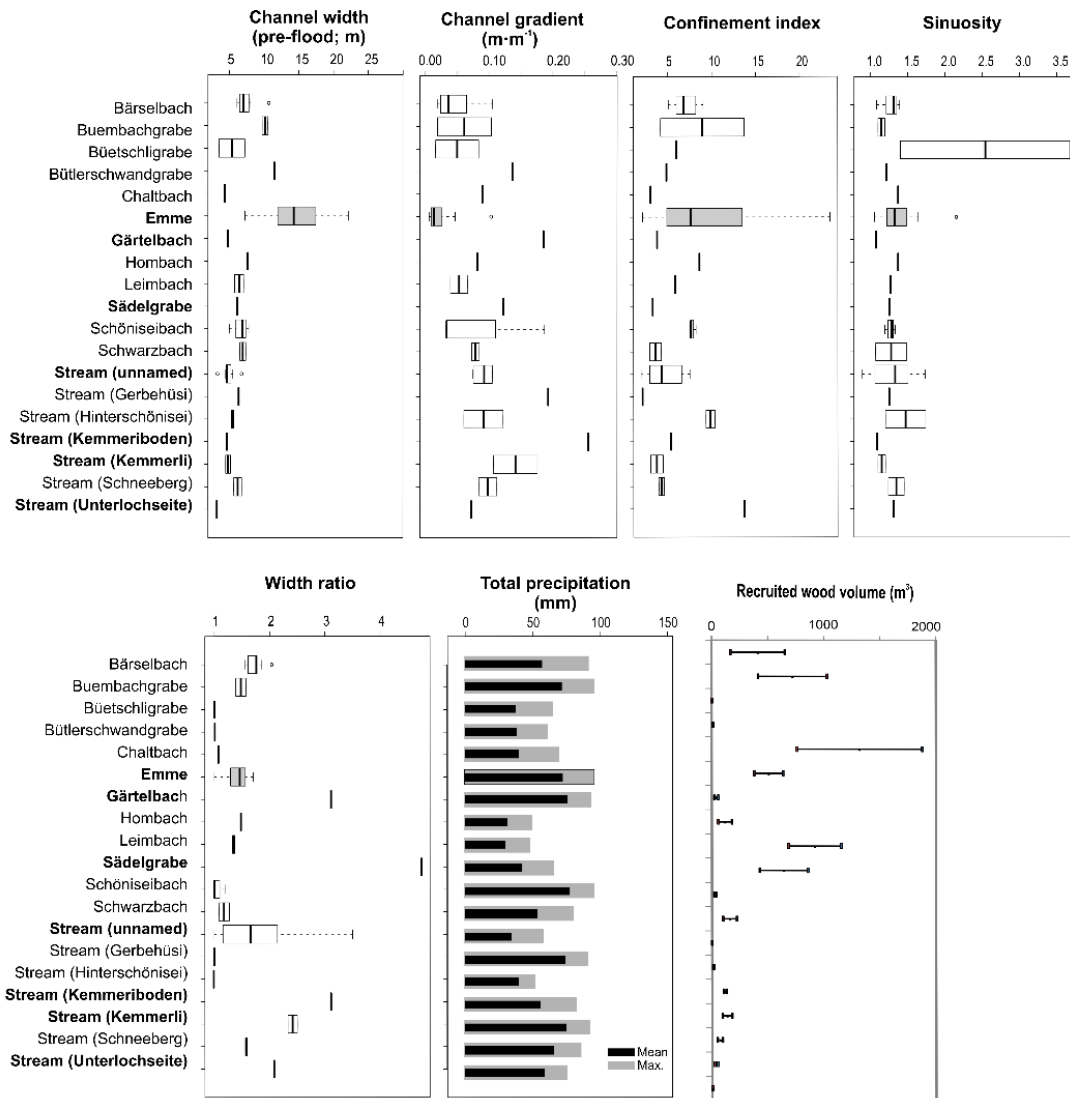 Channel width
(pre-flood; m)
Channel gradient
(m·m⁻¹)
Confinement index
Sinuosity
5 10 15 20 25
0.00 0.10 0.20 0.30
5 10 15 20
1.0 1.5 2.0 2.5 3.0 3.5
Bärselbach
Buembachgrabe
Büetschligrabe
Bütlerschwandgrabe
Chaltbach
Emme
Gärtelbach
Hombach
Leimbach
Sädelgrabe
Schöniseibach
Schwarzbach
Stream (unnamed)
Stream (Gerbehüsi)
Stream (Hinterschönisei)
Stream (Kemmeriboden)
Stream (Kemmerli)
Stream (Schneeberg)
Stream (Unterlochseite)
Width ratio
Total precipitation
(mm)
Recruited wood volume (m³)
1 2 3 4
0 50 100 150
0 1000 2000
Bärselbach
Buembachgrabe
Büetschligrabe
Bütlerschwandgrabe
Chaltbach
Emme
Gärtelbach
Hombach
Leimbach
Sädelgrabe
Schöniseibach
Schwarzbach
Stream (unnamed)
Stream (Gerbehüsi)
Stream (Hinterschönisei)
Stream (Kemmeriboden)
Stream (Kemmerli)
Stream (Schneeberg)
Stream (Unterlochseite)
Mean
Max.